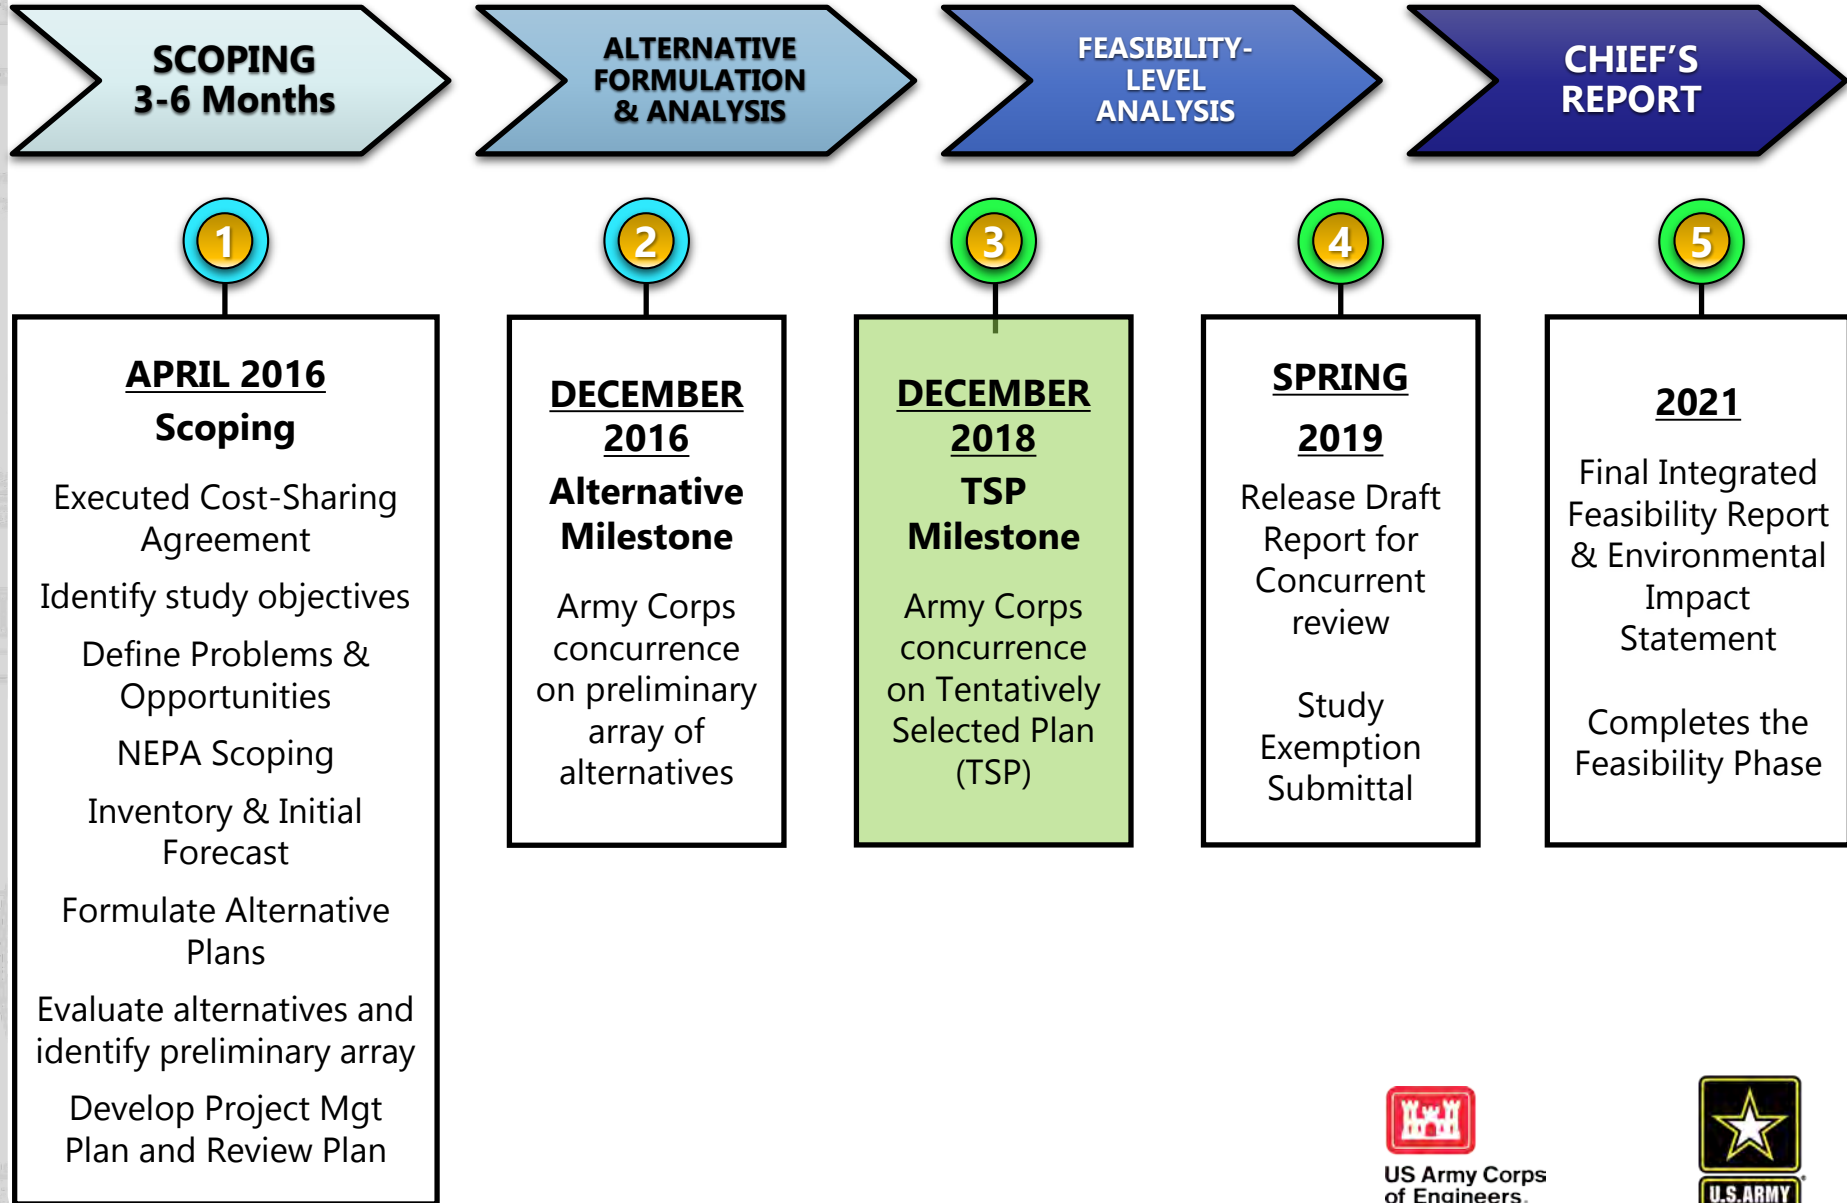 SCOPING
3-6 Months
ALTERNATIVE
FORMULATION
& ANALYSIS
FEASIBILITY-
LEVEL
ANALYSIS
CHIEF'S
REPORT
1
2
3
4
5
APRIL 2016
Scoping
Executed Cost-Sharing
Agreement
Identify study objectives
Define Problems &
Opportunities
NEPA Scoping
Inventory & Initial
Forecast
Formulate Alternative
Plans
Evaluate alternatives and
identify preliminary array
Develop Project Mgt
Plan and Review Plan
DECEMBER
2016
Alternative
Milestone
Army Corps
concurrence
on preliminary
array of
alternatives
DECEMBER
2018
TSP
Milestone
Army Corps
concurrence
on Tentatively
Selected Plan
(TSP)
SPRING
2019
Release Draft
Report for
Concurrent
review
Study
Exemption
Submittal
2021
Final Integrated
Feasibility Report
& Environmental
Impact
Statement
Completes the
Feasibility Phase
US Army Corps
of Engineers.
U.S.ARMY